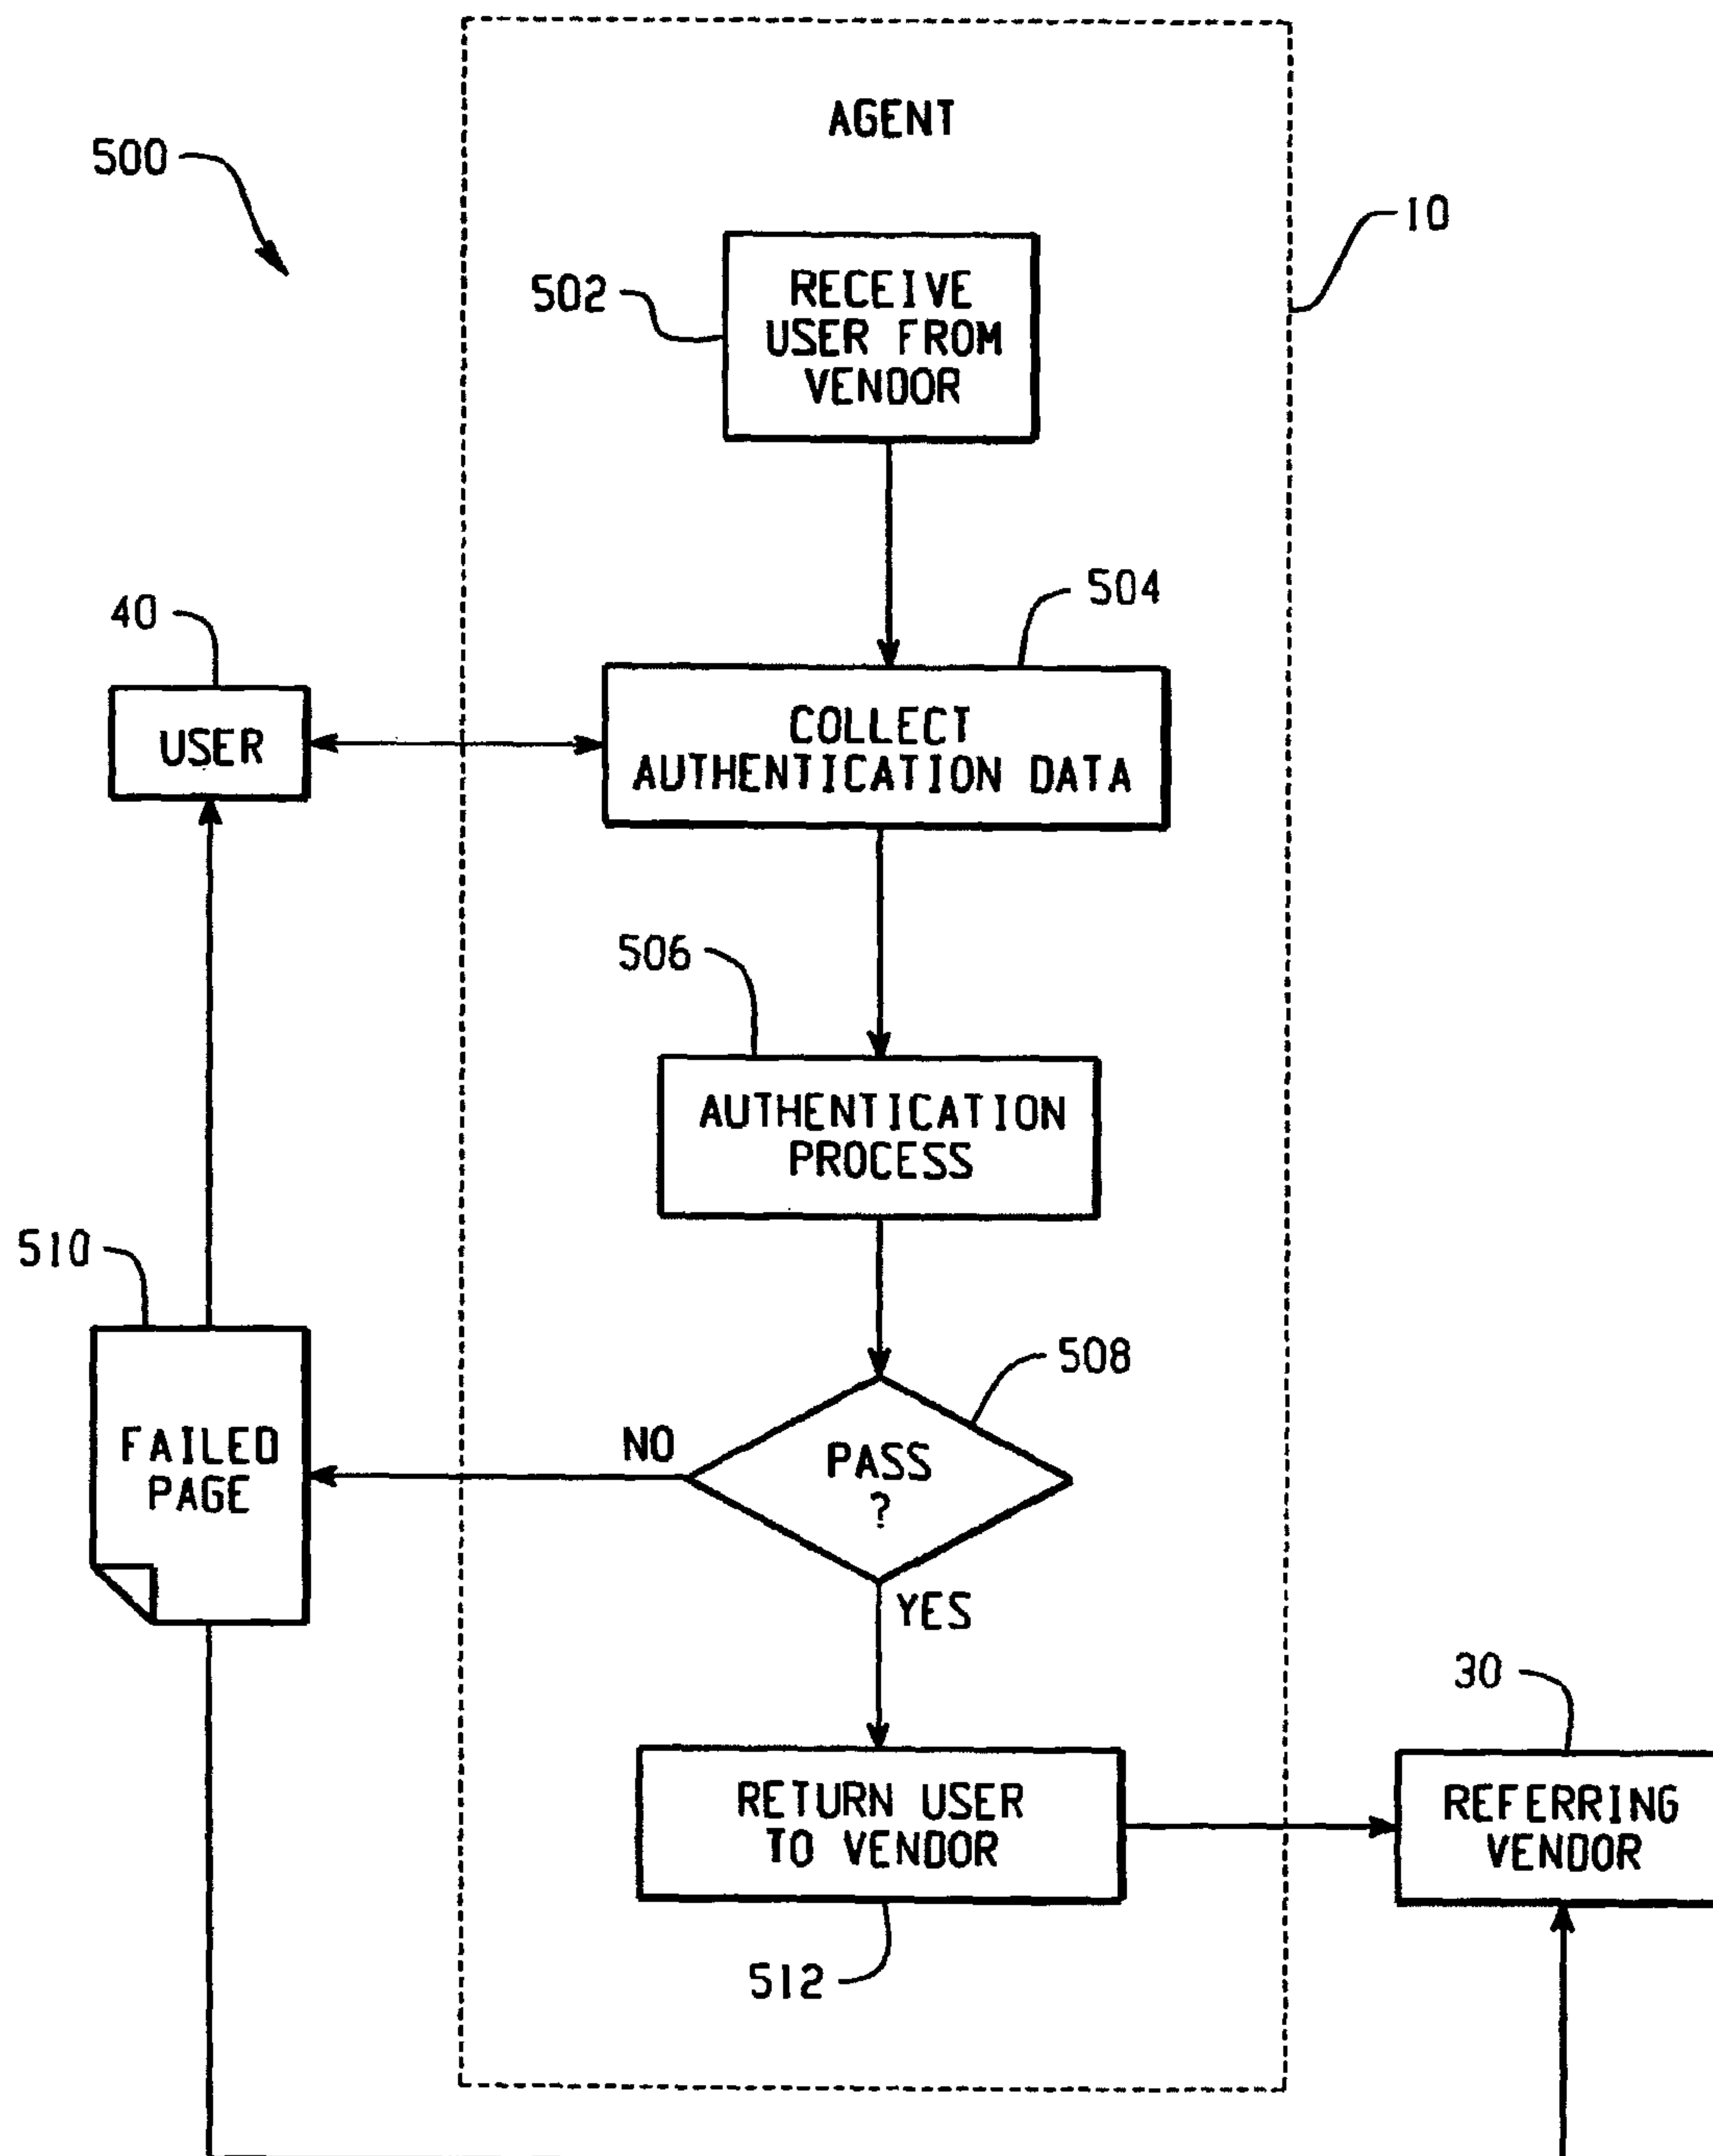 AGENT
500
10
502
RECEIVE
USER FROM
VENDOR
504
40
USER
COLLECT
AUTHENTICATION DATA
506
AUTHENTICATION
PROCESS
510
508
FAILED
PAGE
NO
PASS
?
YES
30
RETURN USER
TO VENDOR
REFERRING
VENDOR
512